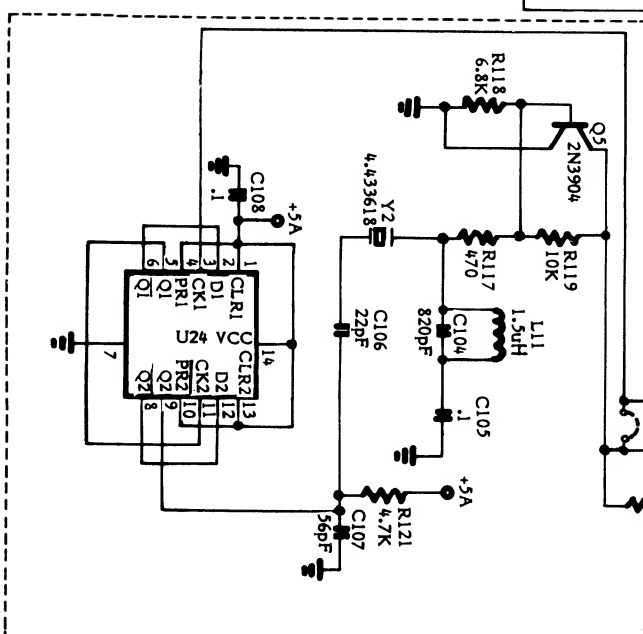 R118
6.8K
Q5
2N3904
C108
.1
+5A
Y2
4.433618
R117
470
R119
10K
L11
1.5uH
C104
820pF
C106
22pF
C105
.1
+5A
R121
4.7K
C107
56pF
6 5 4 3 2 1
Q1 Q1 PR1 CK1 D1 CLR1
U24 VCC
7
14
Q2 Q2 PR2 CK2 D2 CLR2
8 9 10 11 12 13